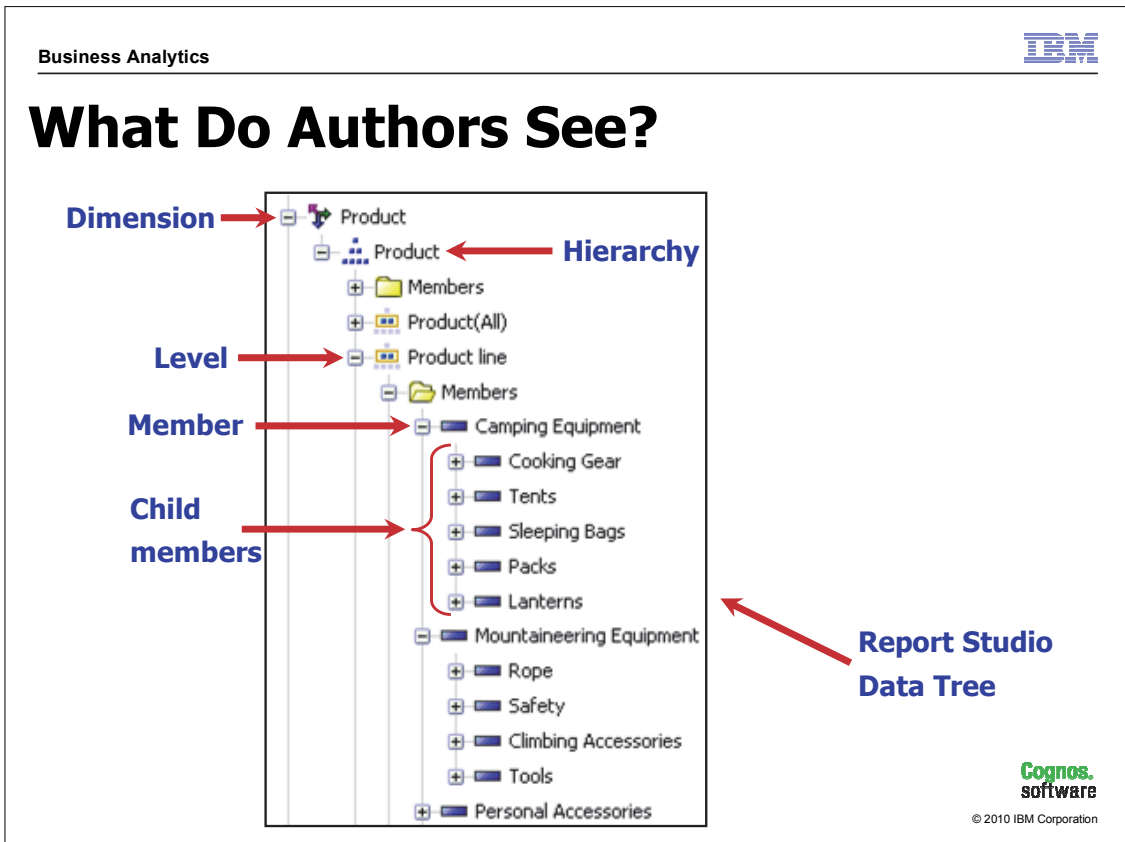 Business Analytics
IBM
What Do Authors See?
Dimension
Product
Product
Hierarchy
Members
Product(All)
Level
Product line
Members
Member
Camping Equipment
Child
members
Cooking Gear
Tents
Sleeping Bags
Packs
Lanterns
Mountaineering Equipment
Rope
Safety
Climbing Accessories
Tools
Personal Accessories
Report Studio
Data Tree
Cognos.
software
© 2010 IBM Corporation